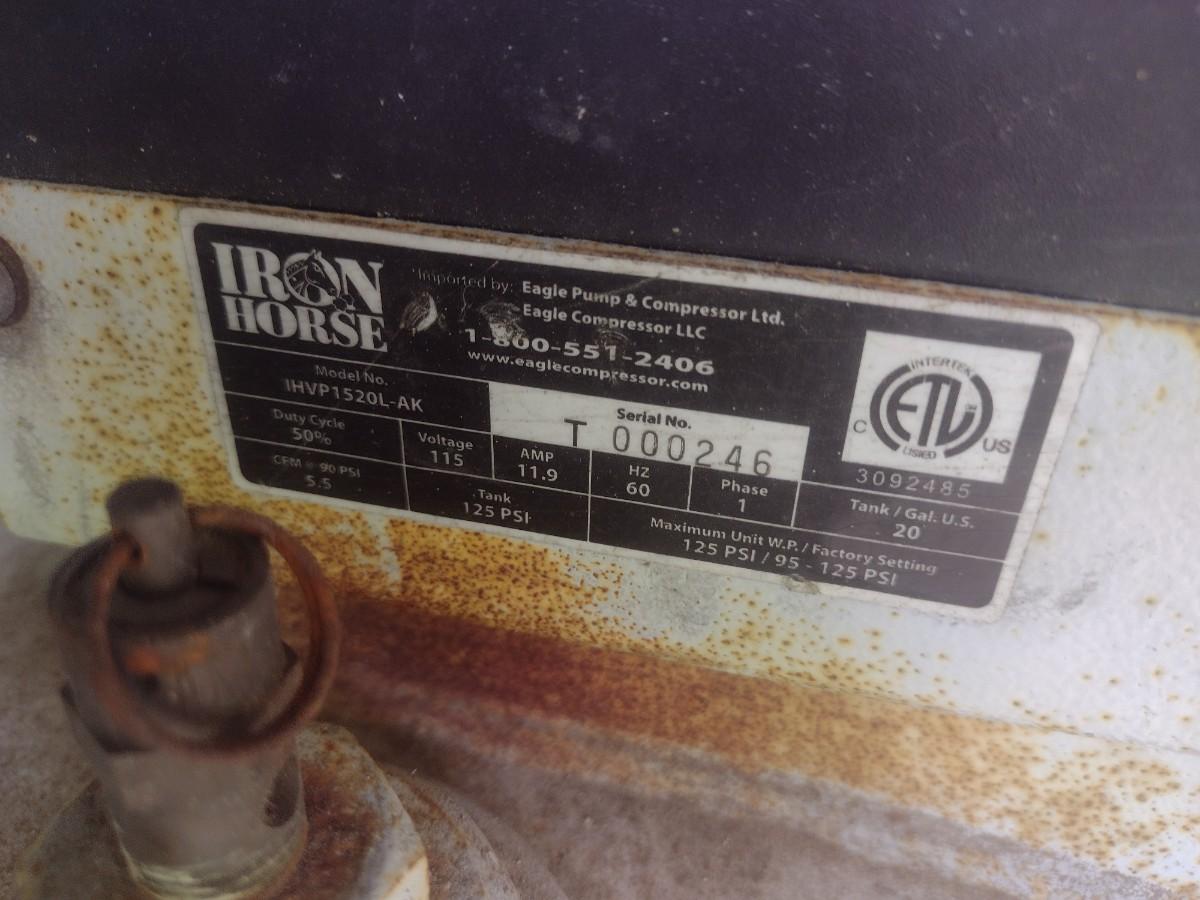 IRON
HORSE
Imported by: Eagle Pump & Compressor Ltd.
Eagle Compressor LLC
1-800-551-2406
www.eaglecompressor.com
Model No.
IHVP1520L-AK
Serial No.
T 000246
Duty Cycle
50%
Voltage
115
AMP
11.9
HZ
60
Phase
1
INTERTEK
ETL
LISTED
C US
3092485
CFM @ 90 PSI
5.5
Tank
125 PSI
Maximum Unit W.P. / Factory Setting
125 PSI / 95 - 125 PSI
Tank / Gal. U.S.
20